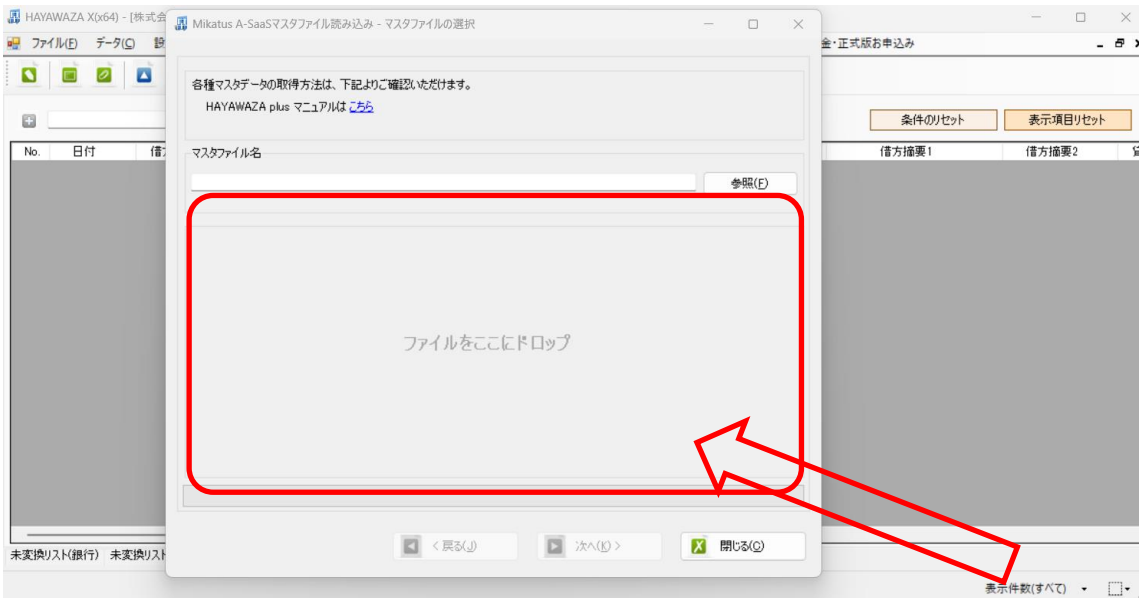 HAYAWAZA X(x64) - [株式会
Mikatus A-SaaSマスタファイル読み込み - マスタファイルの選択
ファイル(F) データ(C)
金・正式版お申込み
各種マスタデータの取得方法は、下記よりご確認いただけます。
HAYAWAZA plus マニュアルは こちら
条件のリセット 表示項目リセット
No. 日付 借方 借方摘要1 借方摘要2
マスタファイル名
参照(F)
ファイルをここにドロップ
< 戻る(J) 次へ(K) > 閉じる(C)
未変換リスト(銀行) 未変換リスト
表示件数(すべて)